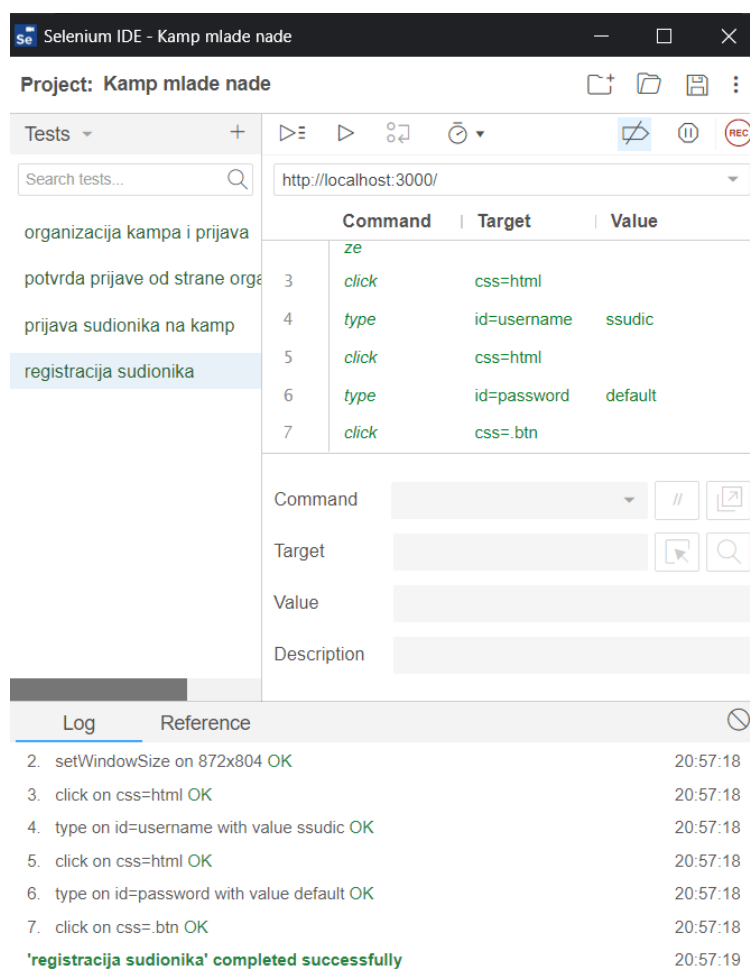 Selenium IDE - Kamp mlade nade
Project: Kamp mlade nade
Tests
Search tests...
organizacija kampa i prijava
potvrda prijave od strane orga
prijava sudionika na kamp
registracija sudionika
http://localhost:3000/
Command Target Value
ze
3 click css=html
4 type id=username ssudic
5 click css=html
6 type id=password default
7 click css=.btn
Command //
Target
Value
Description
REC
Log Reference
2. setWindowSize on 872x804 OK 20:57:18
3. click on css=html OK 20:57:18
4. type on id=username with value ssudic OK 20:57:18
5. click on css=html OK 20:57:18
6. type on id=password with value default OK 20:57:18
7. click on css=.btn OK 20:57:18
'registracija sudionika' completed successfully 20:57:19